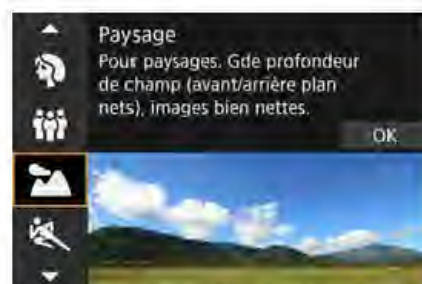 Paysage
Pour paysages. Gde profondeur
de champ (avant/arrière plan
nets), images bien nettes.
OK